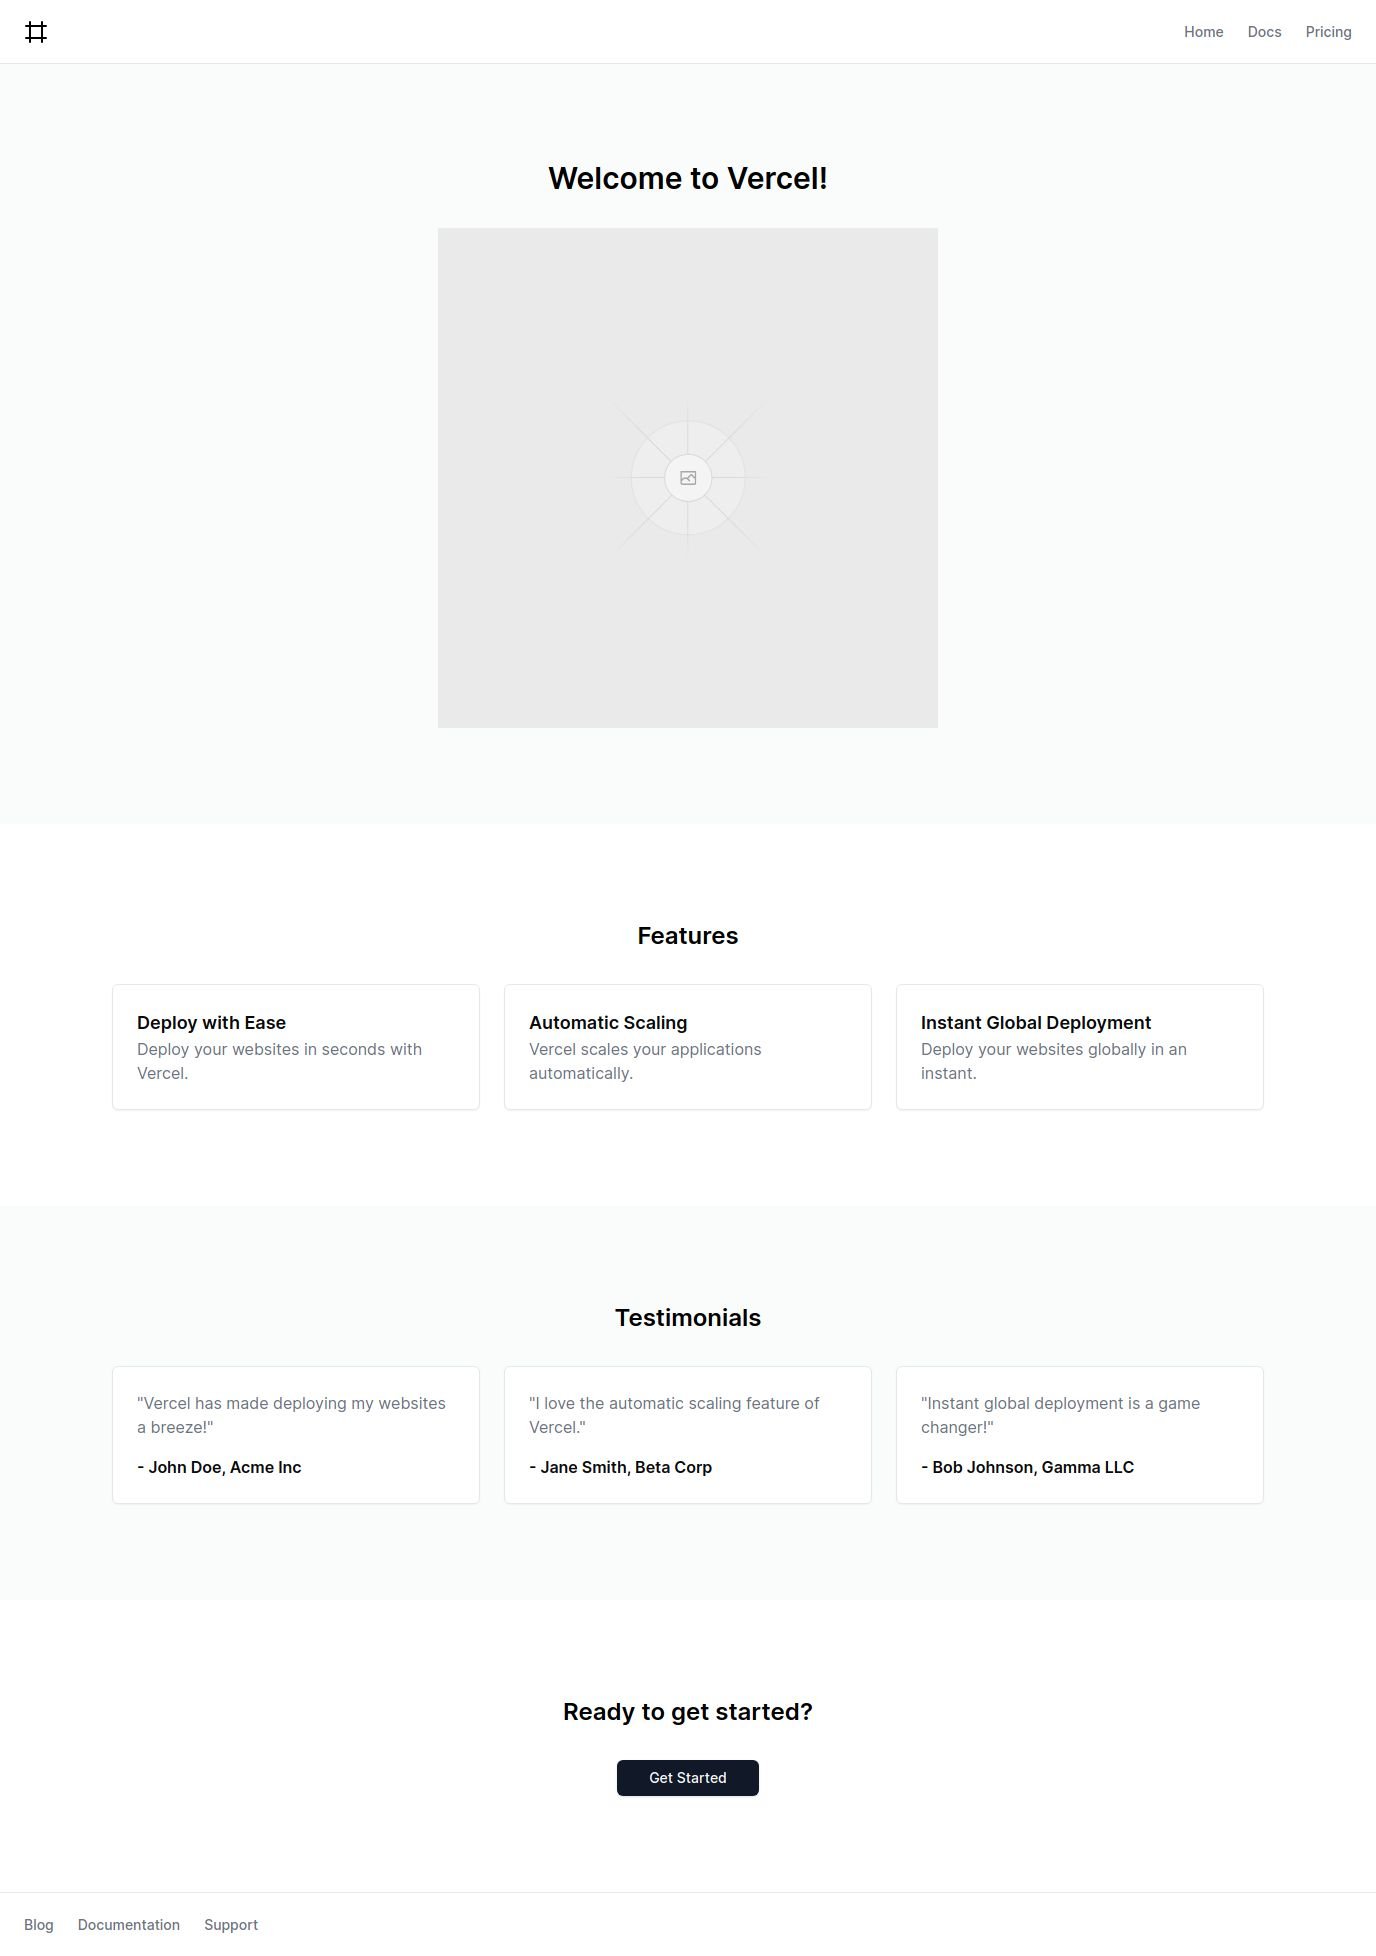 Home Docs Pricing
Welcome to Vercel!
Features
Deploy with Ease
Deploy your websites in seconds with
Vercel.
Automatic Scaling
Vercel scales your applications
automatically.
Instant Global Deployment
Deploy your websites globally in an
instant.
Testimonials
"Vercel has made deploying my websites
a breeze!"
- John Doe, Acme Inc
"I love the automatic scaling feature of
Vercel."
- Jane Smith, Beta Corp
"Instant global deployment is a game
changer!"
- Bob Johnson, Gamma LLC
Ready to get started?
Get Started
Blog Documentation Support